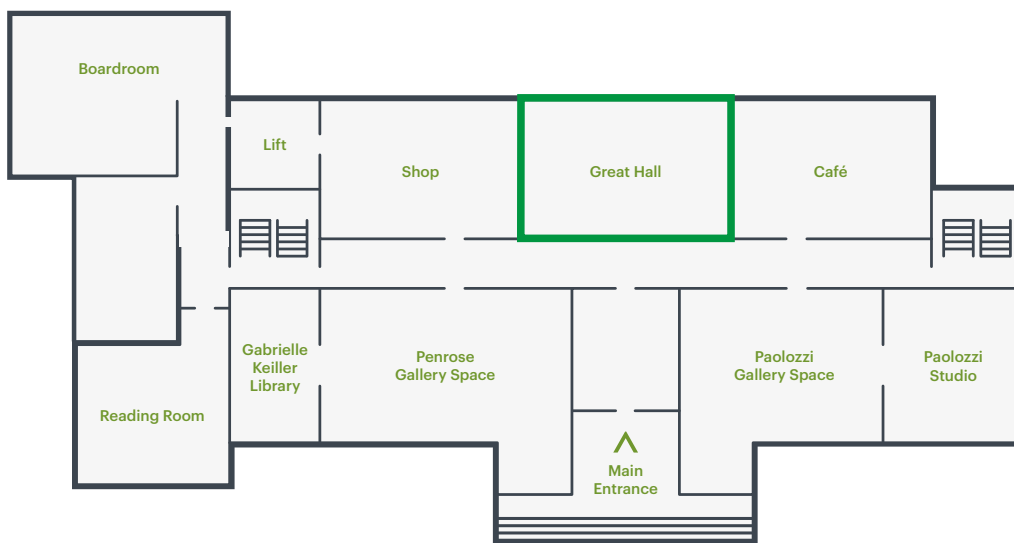 Boardroom
Lift
Shop
Great Hall
Café
Gabrielle
Keiller
Library
Penrose
Gallery Space
Paolozzi
Gallery Space
Paolozzi
Studio
Reading Room
Main
Entrance